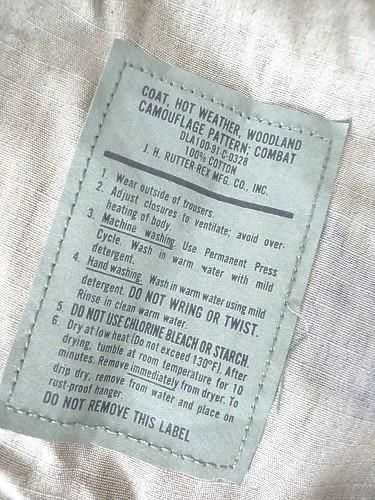 COAT, HOT WEATHER, WOODLAND
CAMOUFLAGE PATTERN: COMBAT
DLA100-91-C-0328
100% COTTON
J. H. RUTTER-REX MFG. CO., INC.
1. Wear outside of trousers.
2. Adjust closures to ventilate; avoid over-
heating of body.
3. Machine washing. Use Permanent Press
Cycle. Wash in warm water with mild
detergent.
4. Hand washing. Wash in warm water using mild
detergent. DO NOT WRING OR TWIST.
Rinse in clean warm water.
5. DO NOT USE CHLORINE BLEACH OR STARCH.
6. Dry at low heat (Do not exceed 130°F). After
drying, tumble at room temperature for 10
minutes. Remove immediately from dryer. To
drip dry, remove from water and place on
rust-proof hanger.
DO NOT REMOVE THIS LABEL